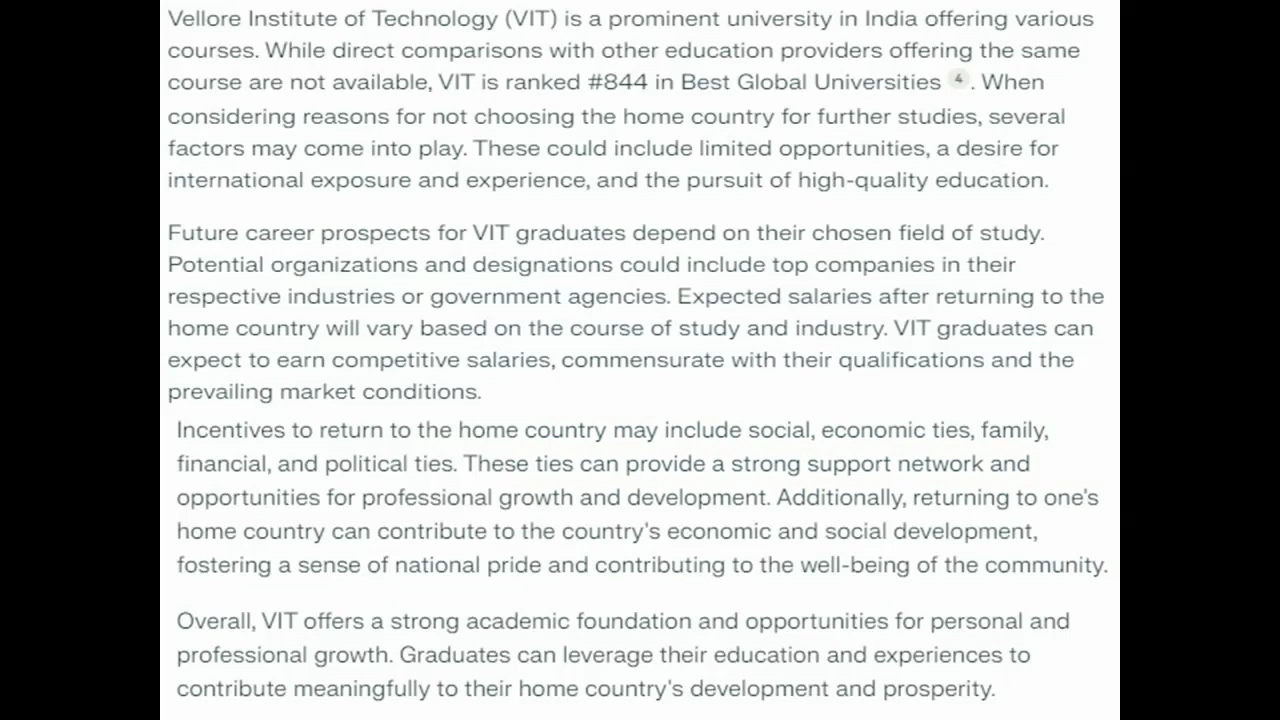 Vellore Institute of Technology (VIT) is a prominent university in India offering various
courses. While direct comparisons with other education providers offering the same
course are not available, VIT is ranked #844 in Best Global Universities 4. When
considering reasons for not choosing the home country for further studies, several
factors may come into play. These could include limited opportunities, a desire for
international exposure and experience, and the pursuit of high-quality education.
Future career prospects for VIT graduates depend on their chosen field of study.
Potential organizations and designations could include top companies in their
respective industries or government agencies. Expected salaries after returning to the
home country will vary based on the course of study and industry. VIT graduates can
expect to earn competitive salaries, commensurate with their qualifications and the
prevailing market conditions.
Incentives to return to the home country may include social, economic ties, family,
financial, and political ties. These ties can provide a strong support network and
opportunities for professional growth and development. Additionally, returning to one's
home country can contribute to the country's economic and social development,
fostering a sense of national pride and contributing to the well-being of the community.
Overall, VIT offers a strong academic foundation and opportunities for personal and
professional growth. Graduates can leverage their education and experiences to
contribute meaningfully to their home country's development and prosperity.